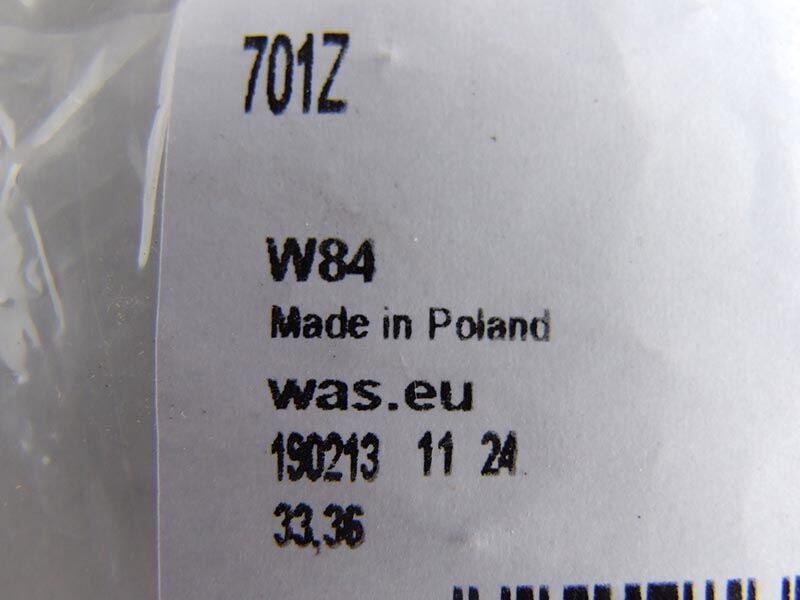 701Z
W84
Made in Poland
was.eu
190213 11 24
33,36